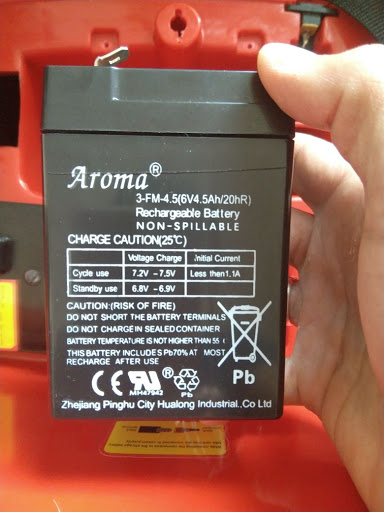 Aroma®
3-FM-4.5(6V4.5Ah/20hR)
Rechargeable Battery
NON-SPILLABLE
CHARGE CAUTION(25℃)
Voltage Charge Initial Current
Cycle use 7.2V - 7.5V Less then1.1A
Standby use 6.8V - 6.9V
CAUTION:(RISK OF FIRE)
DO NOT SHORT THE BATTERY TERMINALS
DO NOT CHARGE IN SEALED CONTAINER
BATTERY TEMPERATURE IS NOT HIGHER THAN 55
THIS BATTERY INCLUDES Pb70% AT MOST
RECHARGE AFTER USE
Pb
CE RU ® Pb
MH47942
Zhejiang Pinghu City Hualong Industrial.,Co Ltd